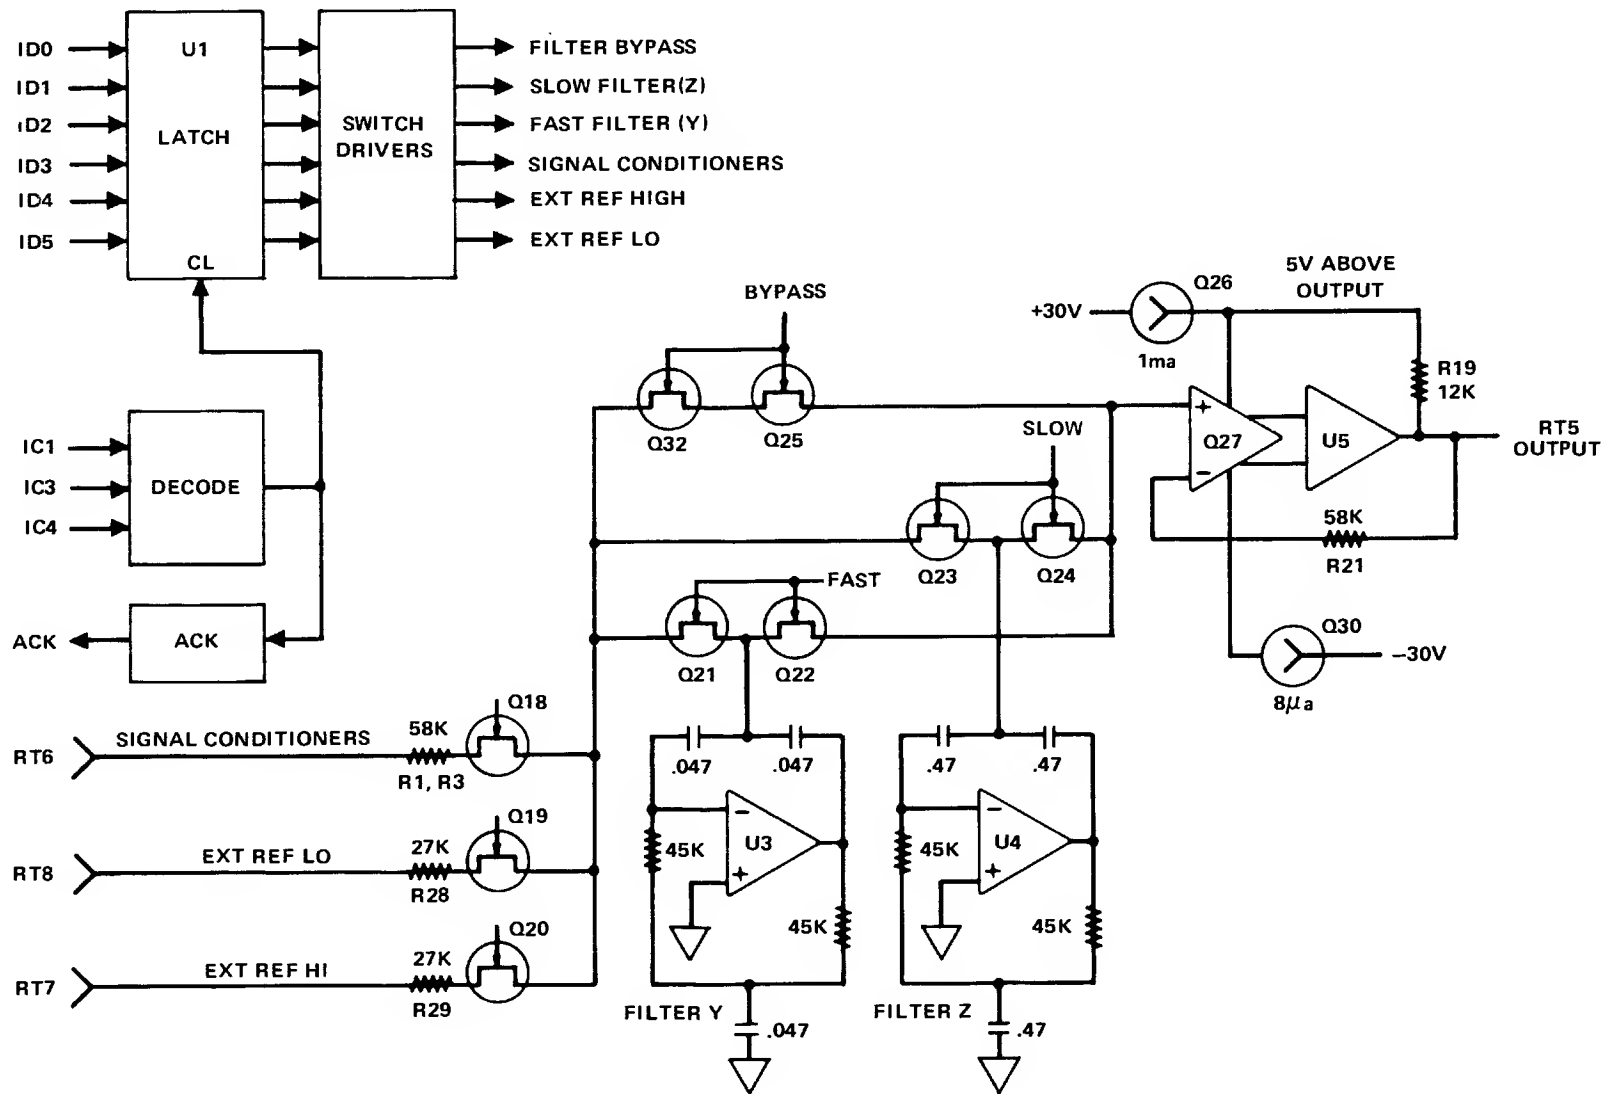 ID0
ID1
ID2
ID3
ID4
ID5
U1
LATCH
CL
SWITCH
DRIVERS
FILTER BYPASS
SLOW FILTER(Z)
FAST FILTER (Y)
SIGNAL CONDITIONERS
EXT REF HIGH
EXT REF LO
IC1
IC3
IC4
DECODE
ACK
ACK
BYPASS
Q32
Q25
SLOW
Q23
Q24
FAST
Q21
Q22
+30V
Q26
1ma
5V ABOVE
OUTPUT
R19
12K
+
Q27
−
U5
RT5
OUTPUT
58K
R21
Q30
−30V
8μa
RT6
SIGNAL CONDITIONERS
58K
R1, R3
Q18
RT8
EXT REF LO
27K
R28
Q19
RT7
EXT REF HI
27K
R29
Q20
.047
.047
−
U3
+
45K
45K
FILTER Y
.047
.47
.47
−
U4
+
45K
45K
FILTER Z
.47